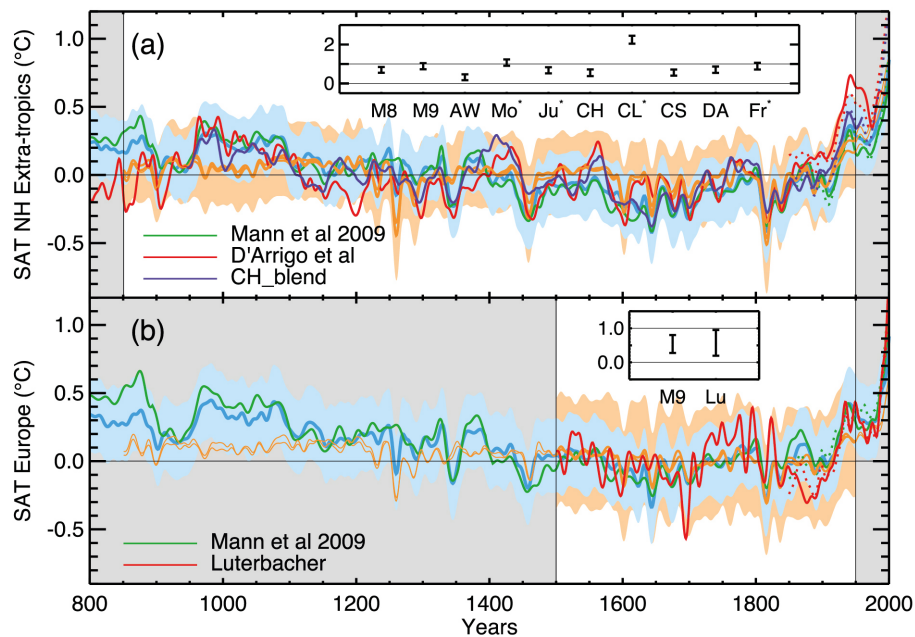 (a)
2
0
M8 M9 AW Mo* Ju* CH CL* CS DA Fr*
1.0
0.5
0.0
-0.5
SAT NH Extra-tropics (°C)
Mann et al 2009
D'Arrigo et al
CH_blend
(b)
1.0
0.0
M9 Lu
1.0
0.5
0.0
-0.5
SAT Europe (°C)
Mann et al 2009
Luterbacher
800 1000 1200 1400 1600 1800 2000
Years